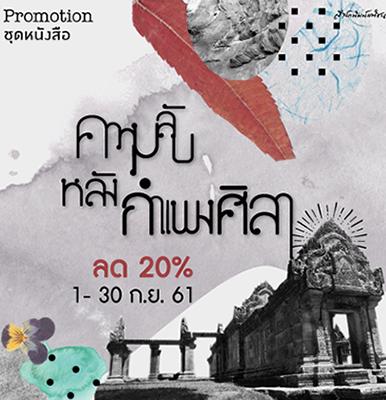 Promotion
ชุดหนังสือ
ความลับ
หลัง
กำแพงศิลา
ลด 20%
1- 30 ก.ย. 61